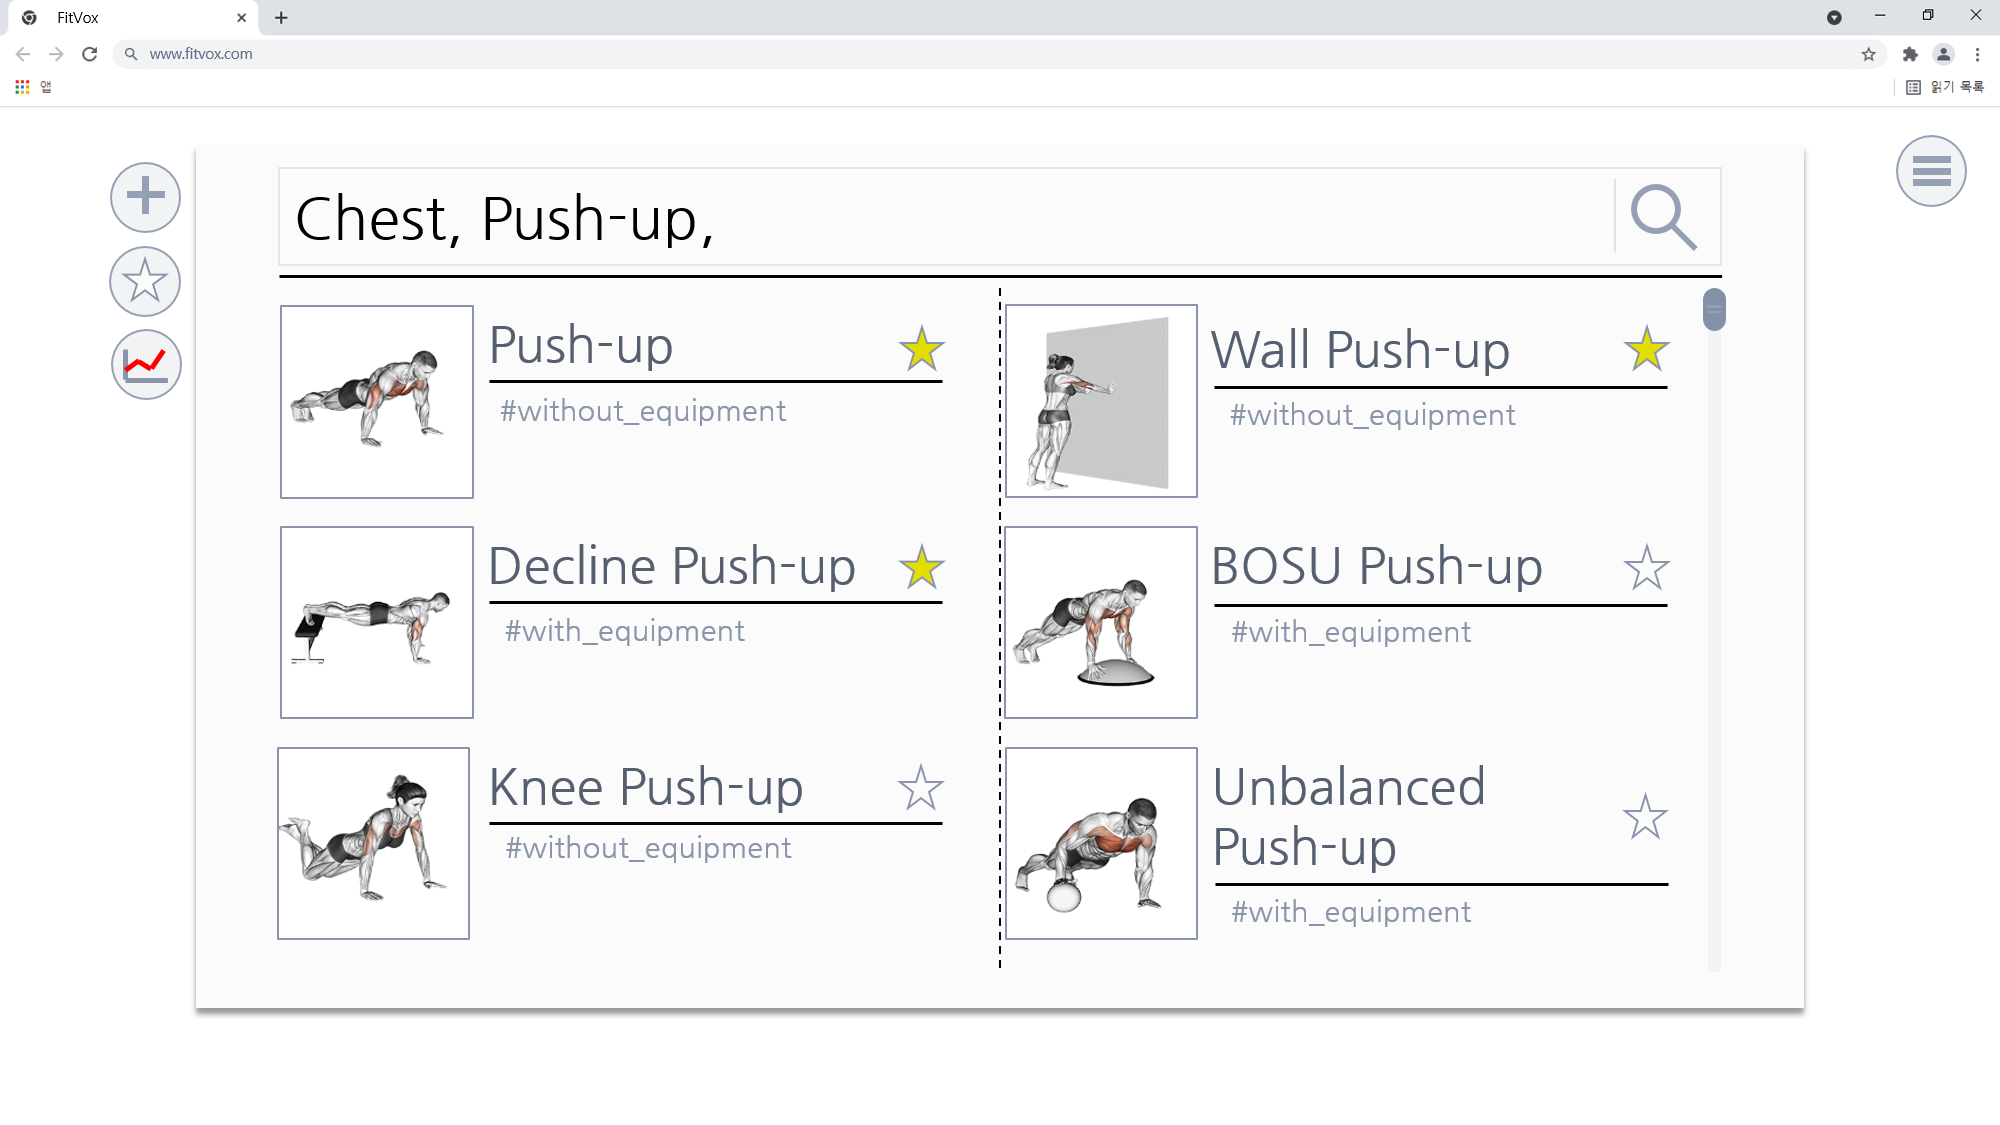 FitVox
www.fitvox.com
앱
읽기 목록
Chest, Push-up,
Push-up
#without_equipment
Wall Push-up
#without_equipment
Decline Push-up
#with_equipment
BOSU Push-up
#with_equipment
Knee Push-up
#without_equipment
Unbalanced
Push-up
#with_equipment